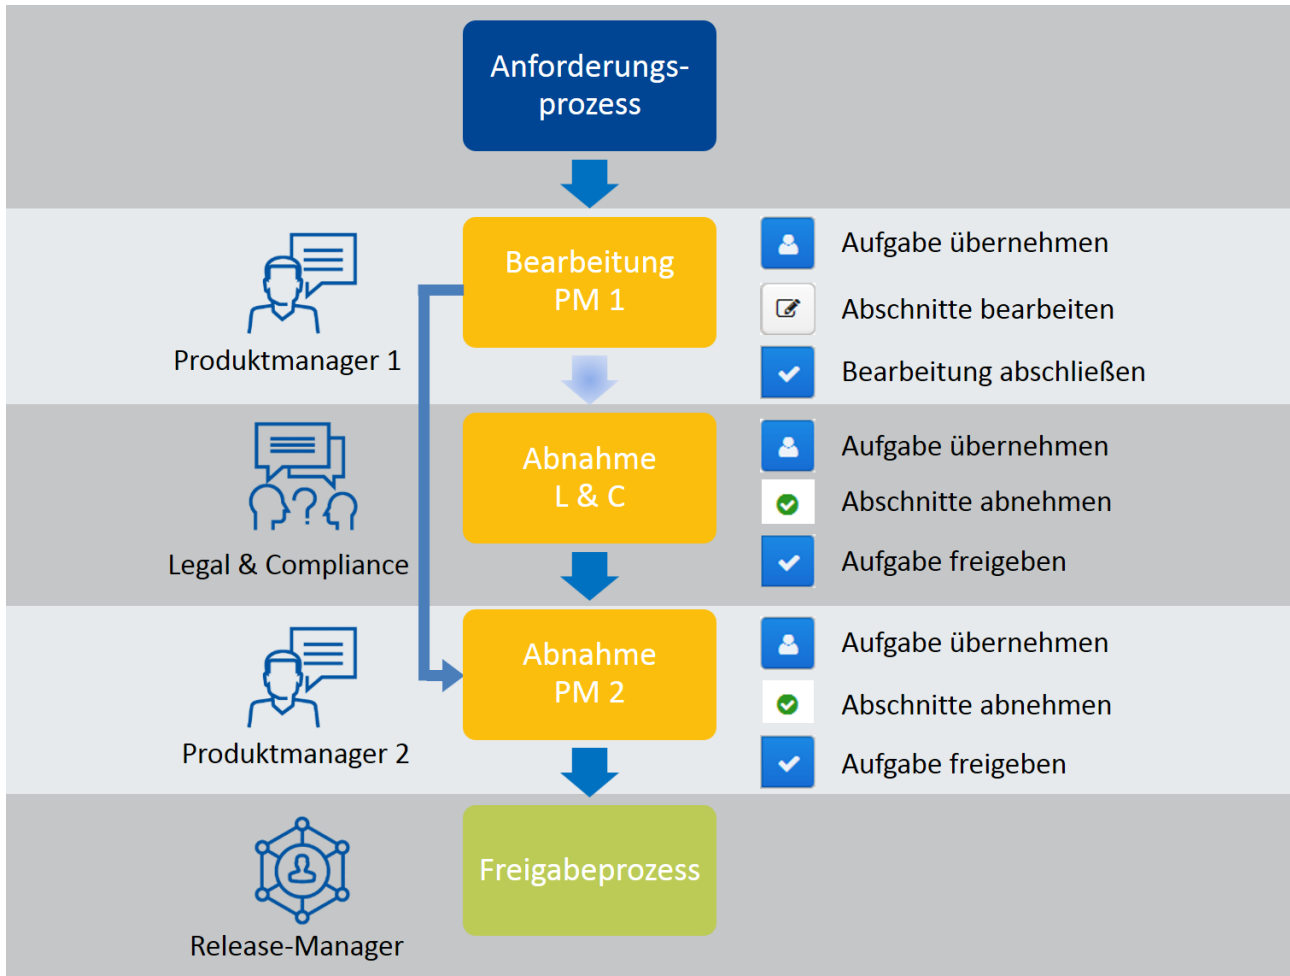 Anforderungs-
prozess
Bearbeitung
PM 1
Produktmanager 1
Aufgabe übernehmen
Abschnitte bearbeiten
Bearbeitung abschließen
Abnahme
L & C
Legal & Compliance
Aufgabe übernehmen
Abschnitte abnehmen
Aufgabe freigeben
Abnahme
PM 2
Produktmanager 2
Aufgabe übernehmen
Abschnitte abnehmen
Aufgabe freigeben
Freigabeprozess
Release-Manager